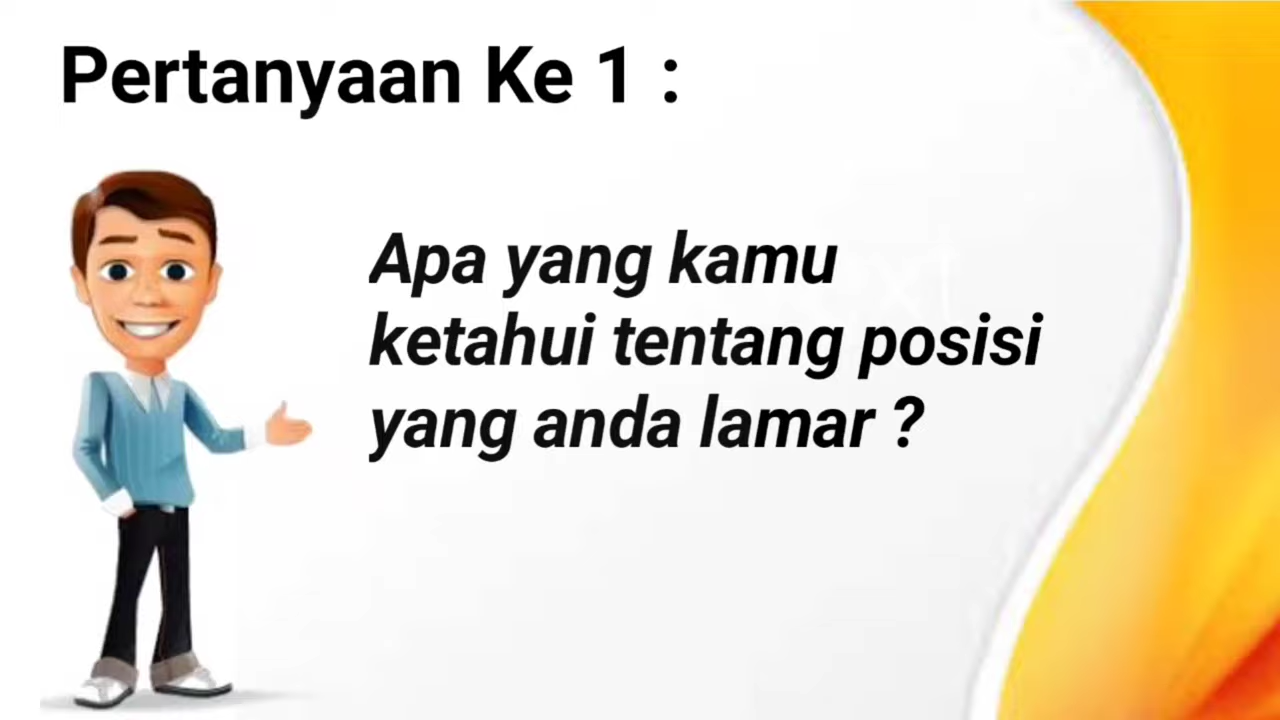 Pertanyaan Ke 1 :
Apa yang kamu
ketahui tentang posisi
yang anda lamar ?